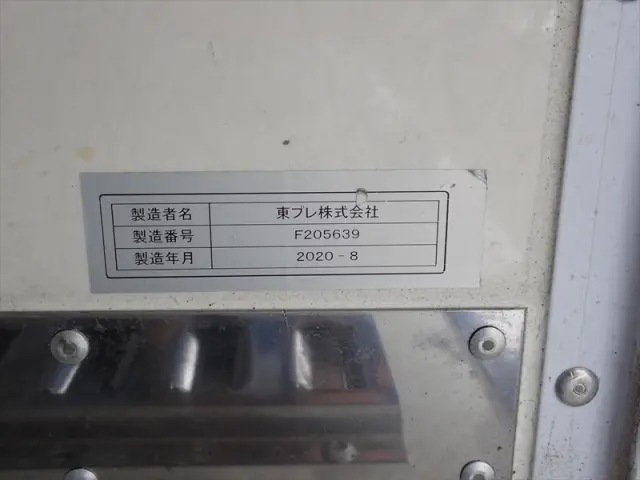 製造者名 東プレ株式会社
製造番号 F205639
製造年月 2020-8